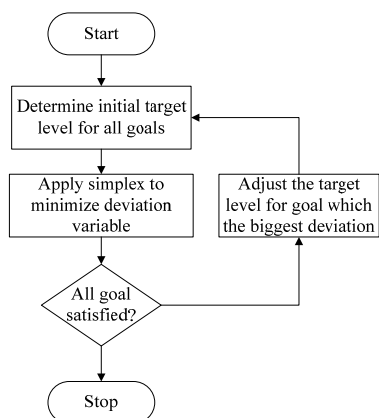 Start
Determine initial target
level for all goals
Apply simplex to
minimize deviation
variable
Adjust the target
level for goal which
the biggest deviation
All goal
satisfied?
Stop